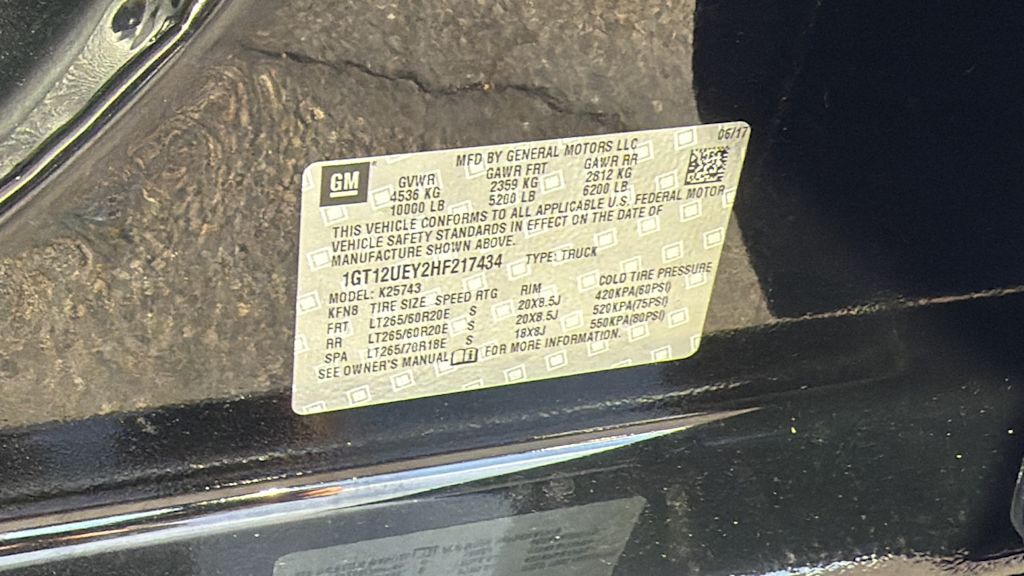 06/17
MFD BY GENERAL MOTORS LLC
GM
GVWR GAWR FRT GAWR RR
4536 KG 2359 KG 2812 KG
10000 LB 5200 LB 6200 LB
THIS VEHICLE CONFORMS TO ALL APPLICABLE U.S. FEDERAL MOTOR
VEHICLE SAFETY STANDARDS IN EFFECT ON THE DATE OF
MANUFACTURE SHOWN ABOVE.
1GT12UEY2HF217434 TYPE: TRUCK
MODEL: K25743
KFN8 TIRE SIZE SPEED RTG RIM COLD TIRE PRESSURE
FRT LT265/60R20E S 20X8.5J 420KPA(60PSI)
RR LT265/60R20E S 20X8.5J 520KPA(75PSI)
SPA LT265/70R18E S 18X8J 550KPA(80PSI)
SEE OWNER'S MANUAL FOR MORE INFORMATION.